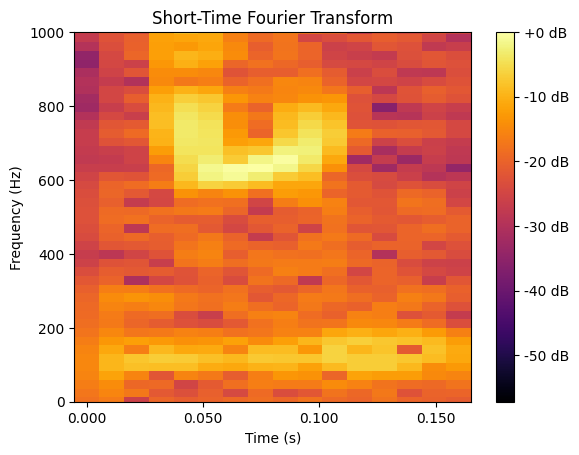 Short-Time Fourier Transform
1000
800
600
400
200
0
Frequency (Hz)
0.000
0.050
0.100
0.150
Time (s)
+0 dB
-10 dB
-20 dB
-30 dB
-40 dB
-50 dB